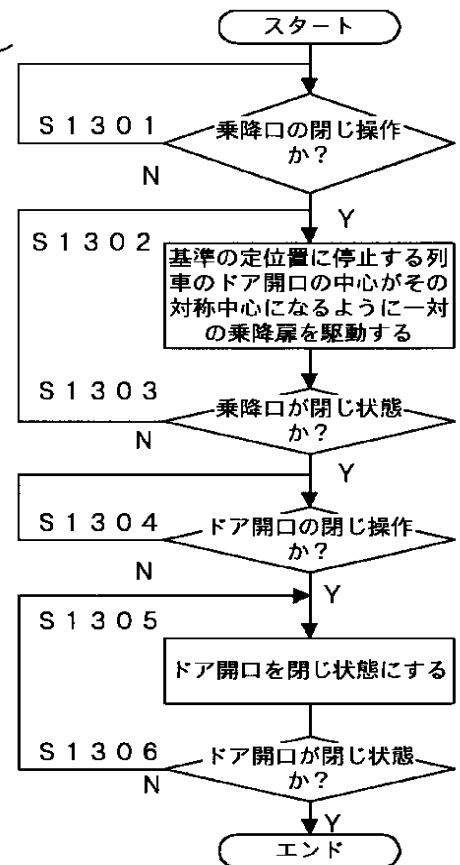 スタート
S1301
乗降口の閉じ操作
か?
N
Y
S1302
基準の定位置に停止する列
車のドア開口の中心がその
対称中心になるように一対
の乗降扉を駆動する
S1303
乗降口が閉じ状態
か?
N
Y
S1304
ドア開口の閉じ操作
か?
N
Y
S1305
ドア開口を閉じ状態にする
S1306
ドア開口が閉じ状態
か?
N
Y
エンド